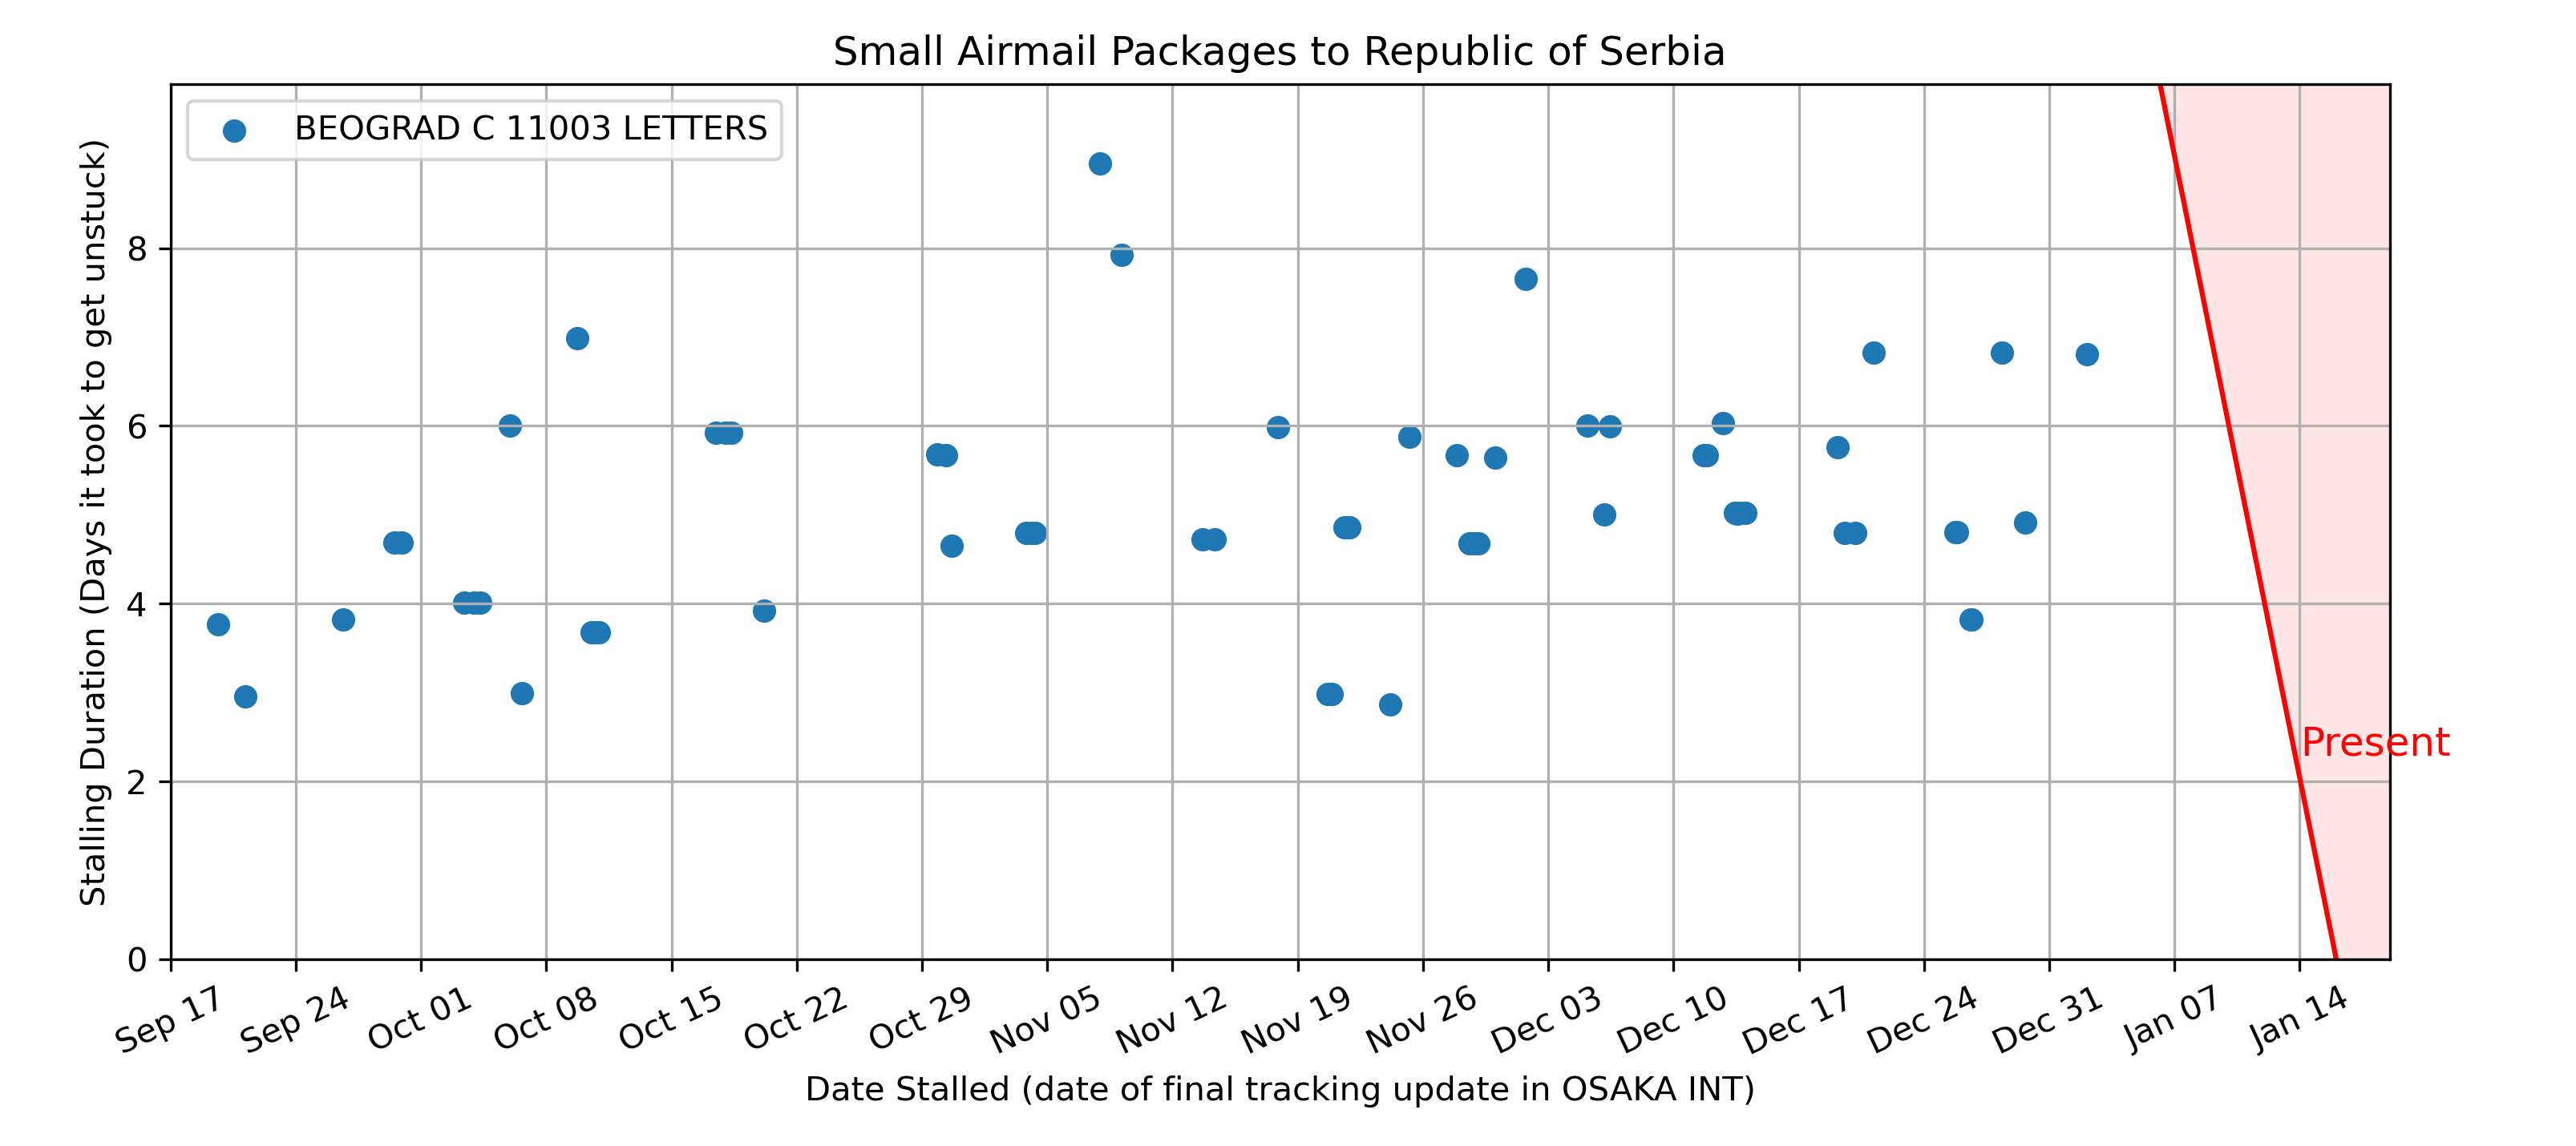 Small Airmail Packages to Republic of Serbia
BEOGRAD C 11003 LETTERS
Stalling Duration (Days it took to get unstuck)
8
6
4
2
0
Present
Sep 17
Sep 24
Oct 01
Oct 08
Oct 15
Oct 22
Oct 29
Nov 05
Nov 12
Nov 19
Nov 26
Dec 03
Dec 10
Dec 17
Dec 24
Dec 31
Jan 07
Jan 14
Date Stalled (date of final tracking update in OSAKA INT)